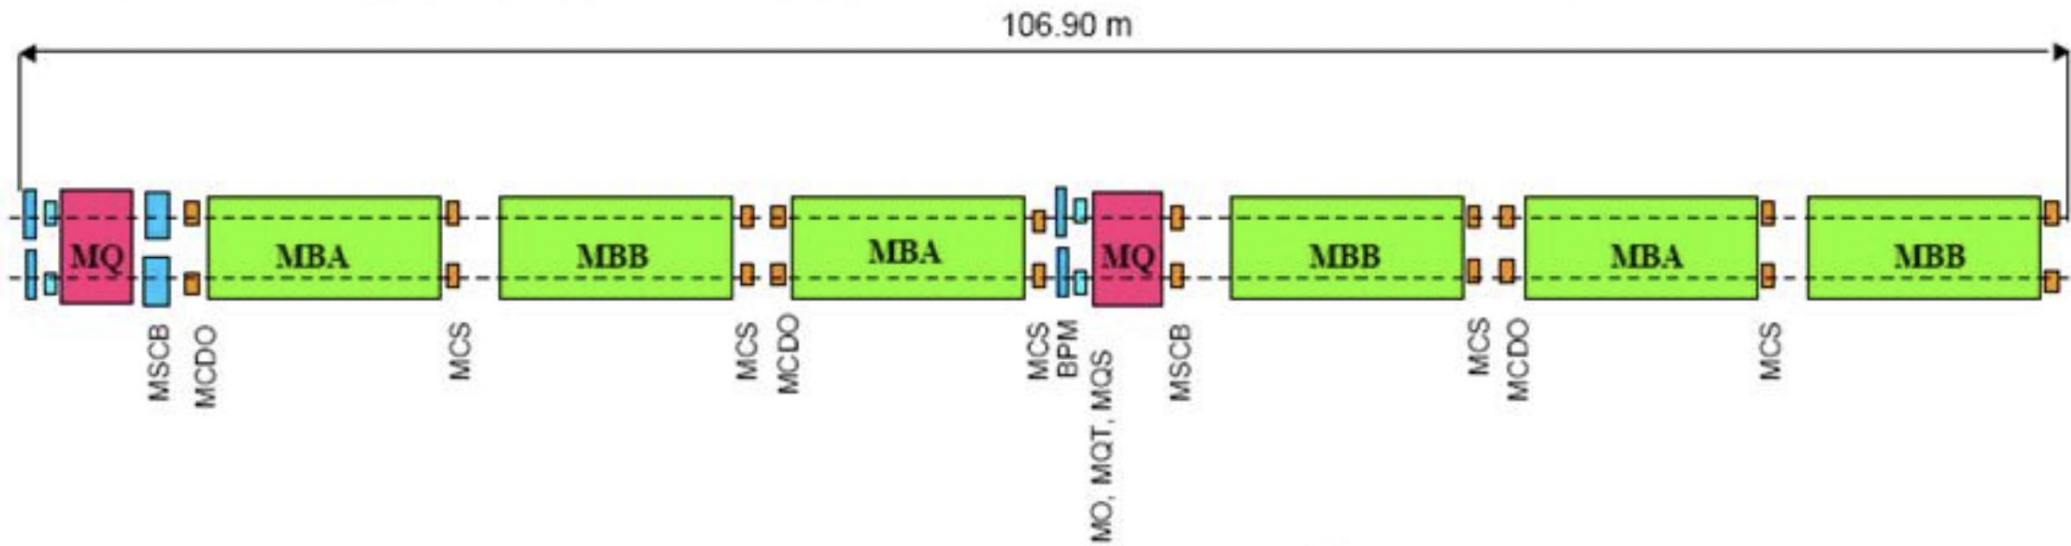 106.90 m
MQ
MBA
MBB
MBA
MQ
MBB
MBA
MBB
MSCB
MCDO
MCS
MCS
MCDO
MCS
BPM
MO, MQT, MQS
MSCB
MCS
MCDO
MCS